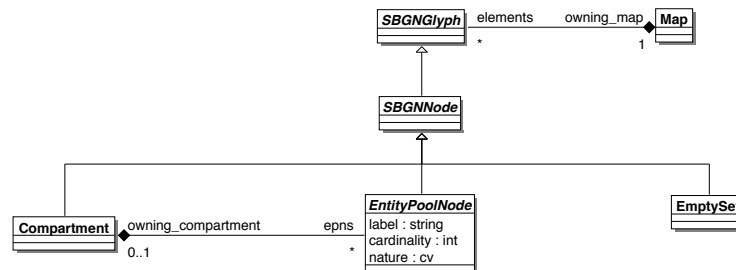 SBGNGlyph
elements
owning_map
Map
*
1
SBGNNode
Compartment
owning_compartment
epns
0..1
*
EntityPoolNode
label : string
cardinality : int
nature : cv